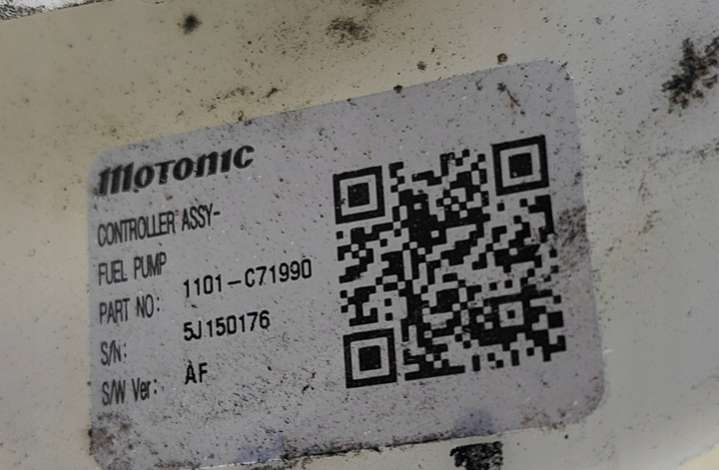 Motonic
CONTROLLER ASSY-
FUEL PUMP
PART NO: 1101-C71990
S/N: 5J150176
S/W Ver: AF